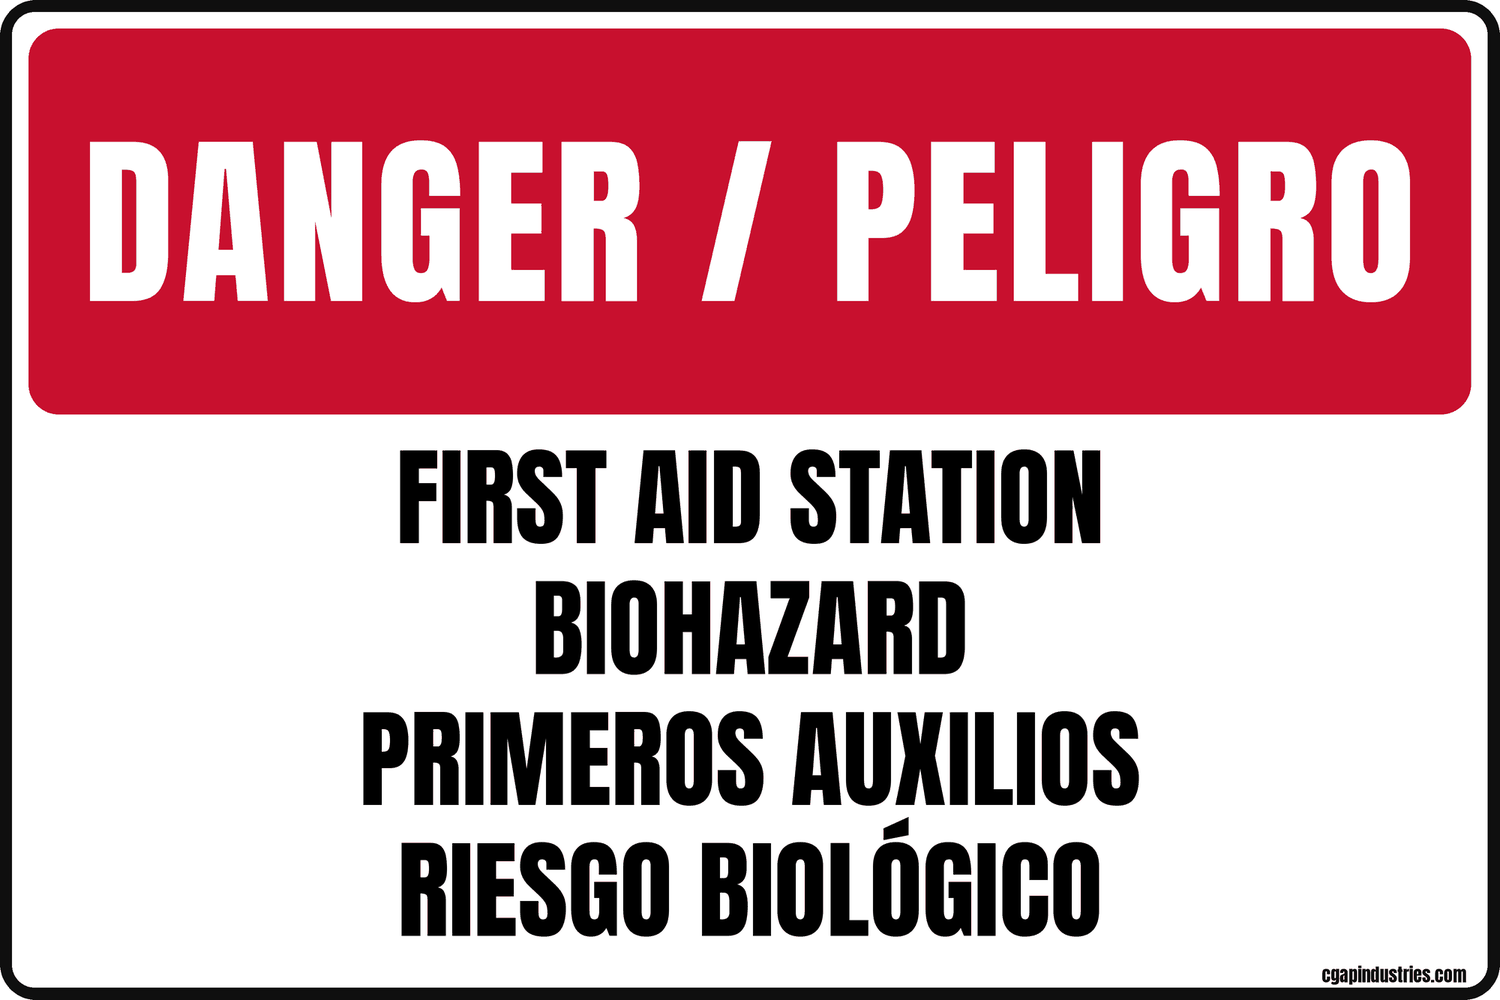 DANGER / PELIGRO
FIRST AID STATION
BIOHAZARD
PRIMEROS AUXILIOS
RIESGO BIOLÓGICO
cgapindustries.com